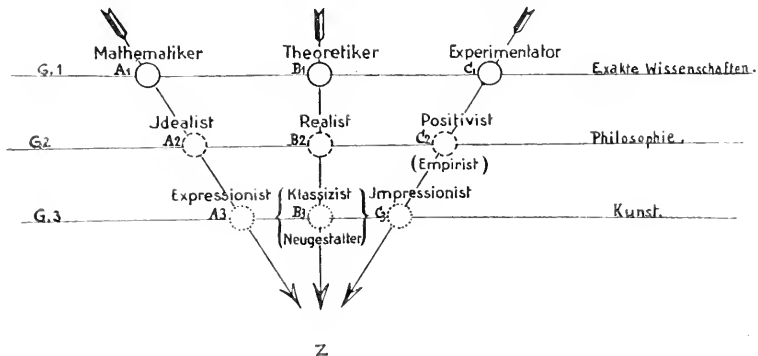 Mathematiker Theoretiker Experimentator
G.1 A1 B1 C1 Exakte Wissenschaften.
Jdealist Realist Positivist
G2 A2 B2 C2 Philosophie.
(Empirist)
Expressionist { Klassizist } Jmpressionist
G.3 A3 B3 C3 Kunst.
{ Neugestalter }
Z